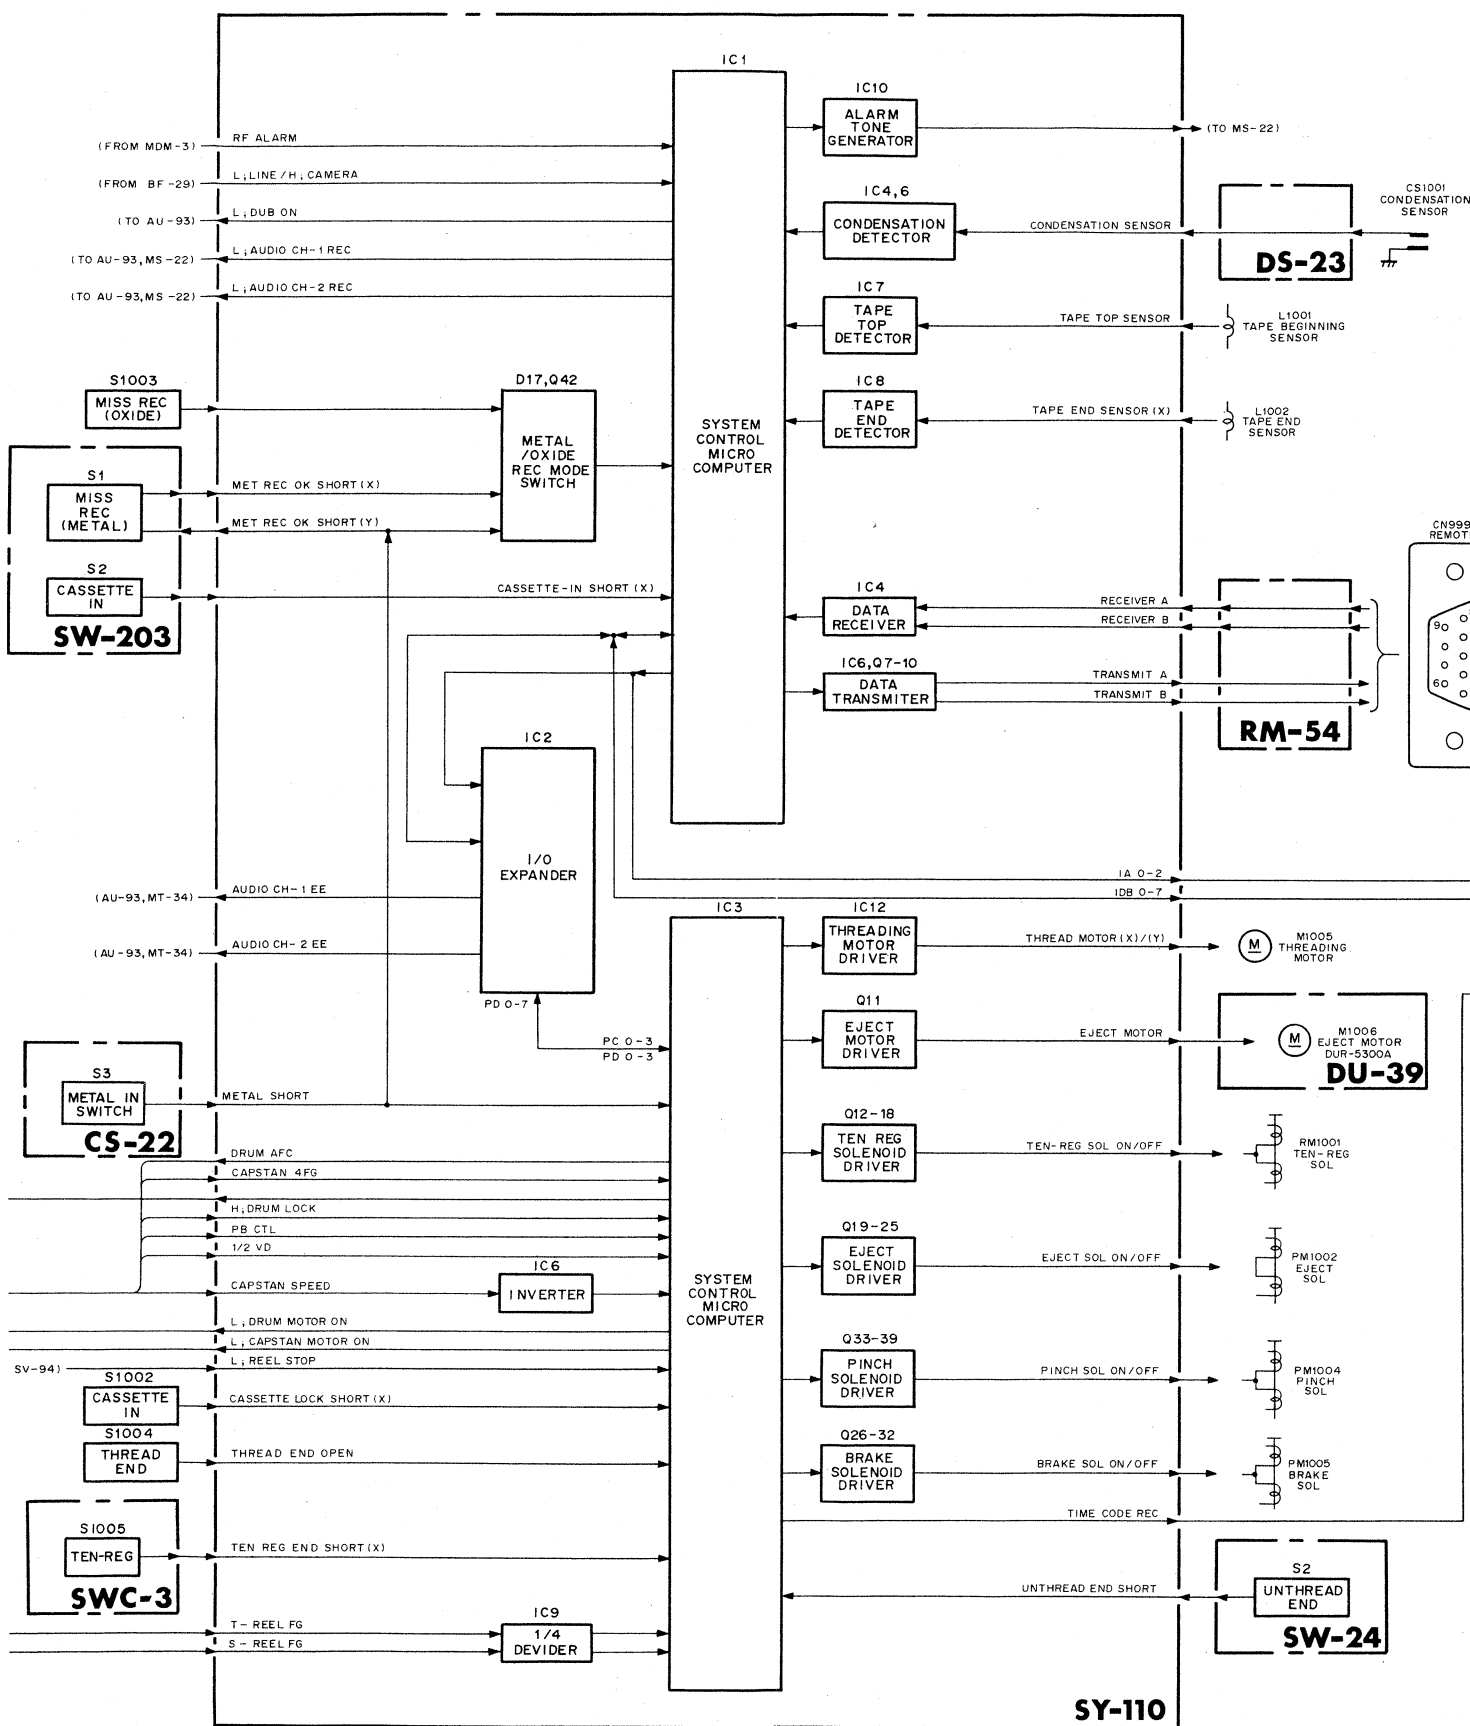 IC1
IC10
ALARM
TONE
GENERATOR
(TO MS-22)
(FROM MDM-3)
RF ALARM
(FROM BF-29)
L;LINE/H;CAMERA
(TO AU-93)
L;DUB ON
(TO AU-93,MS-22)
L;AUDIO CH-1 REC
(TO AU-93,MS-22)
L;AUDIO CH-2 REC
IC4,6
CONDENSATION
DETECTOR
CONDENSATION SENSOR
DS-23
CS1001
CONDENSATION
SENSOR
IC7
TAPE
TOP
DETECTOR
TAPE TOP SENSOR
L1001
TAPE BEGINNING
SENSOR
IC8
TAPE
END
DETECTOR
TAPE END SENSOR(X)
L1002
TAPE END
SENSOR
S1003
MISS REC
(OXIDE)
D17,Q42
METAL
/OXIDE
REC MODE
SWITCH
SYSTEM
CONTROL
MICRO
COMPUTER
S1
MISS
REC
(METAL)
MET REC OK SHORT(X)
MET REC OK SHORT(Y)
S2
CASSETTE
IN
SW-203
CASSETTE-IN SHORT(X)
IC4
DATA
RECEIVER
RECEIVER A
RECEIVER B
IC6,Q7-10
DATA
TRANSMITER
TRANSMIT A
TRANSMIT B
RM-54
CN999
REMOT
9
6
IC2
I/O
EXPANDER
IA 0-2
IDB 0-7
(AU-93,MT-34)
AUDIO CH-1 EE
(AU-93,MT-34)
AUDIO CH-2 EE
PD 0-7
PC 0-3
PD 0-3
IC3
SYSTEM
CONTROL
MICRO
COMPUTER
IC12
THREADING
MOTOR
DRIVER
THREAD MOTOR(X)/(Y)
M
M1005
THREADING
MOTOR
Q11
EJECT
MOTOR
DRIVER
EJECT MOTOR
M
M1006
EJECT MOTOR
DUR-5300A
DU-39
S3
METAL IN
SWITCH
CS-22
METAL SHORT
Q12-18
TEN REG
SOLENOID
DRIVER
TEN-REG SOL ON/OFF
RM1001
TEN-REG
SOL
DRUM AFC
CAPSTAN 4FG
H;DRUM LOCK
PB CTL
1/2 VD
CAPSTAN SPEED
IC6
INVERTER
Q19-25
EJECT
SOLENOID
DRIVER
EJECT SOL ON/OFF
PM1002
EJECT
SOL
L;DRUM MOTOR ON
L;CAPSTAN MOTOR ON
SV-94)
L;REEL STOP
Q33-39
PINCH
SOLENOID
DRIVER
PINCH SOL ON/OFF
PM1004
PINCH
SOL
S1002
CASSETTE
IN
CASSETTE LOCK SHORT(X)
S1004
THREAD
END
THREAD END OPEN
Q26-32
BRAKE
SOLENOID
DRIVER
BRAKE SOL ON/OFF
PM1005
BRAKE
SOL
TIME CODE REC
S1005
TEN-REG
SWC-3
TEN REG END SHORT(X)
UNTHREAD END SHORT
S2
UNTHREAD
END
SW-24
T-REEL FG
S-REEL FG
IC9
1/4
DEVIDER
SY-110